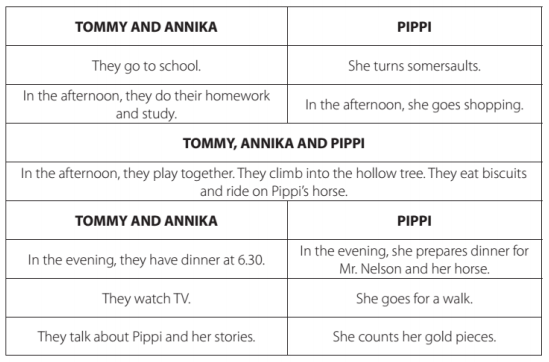 TOMMY AND ANNIKA
PIPPI
They go to school.
She turns somersaults.
In the afternoon, they do their homework
and study.
In the afternoon, she goes shopping.
TOMMY, ANNIKA AND PIPPI
In the afternoon, they play together. They climb into the hollow tree. They eat biscuits
and ride on Pippi's horse.
TOMMY AND ANNIKA
PIPPI
In the evening, they have dinner at 6.30.
In the evening, she prepares dinner for
Mr. Nelson and her horse.
They watch TV.
She goes for a walk.
They talk about Pippi and her stories.
She counts her gold pieces.